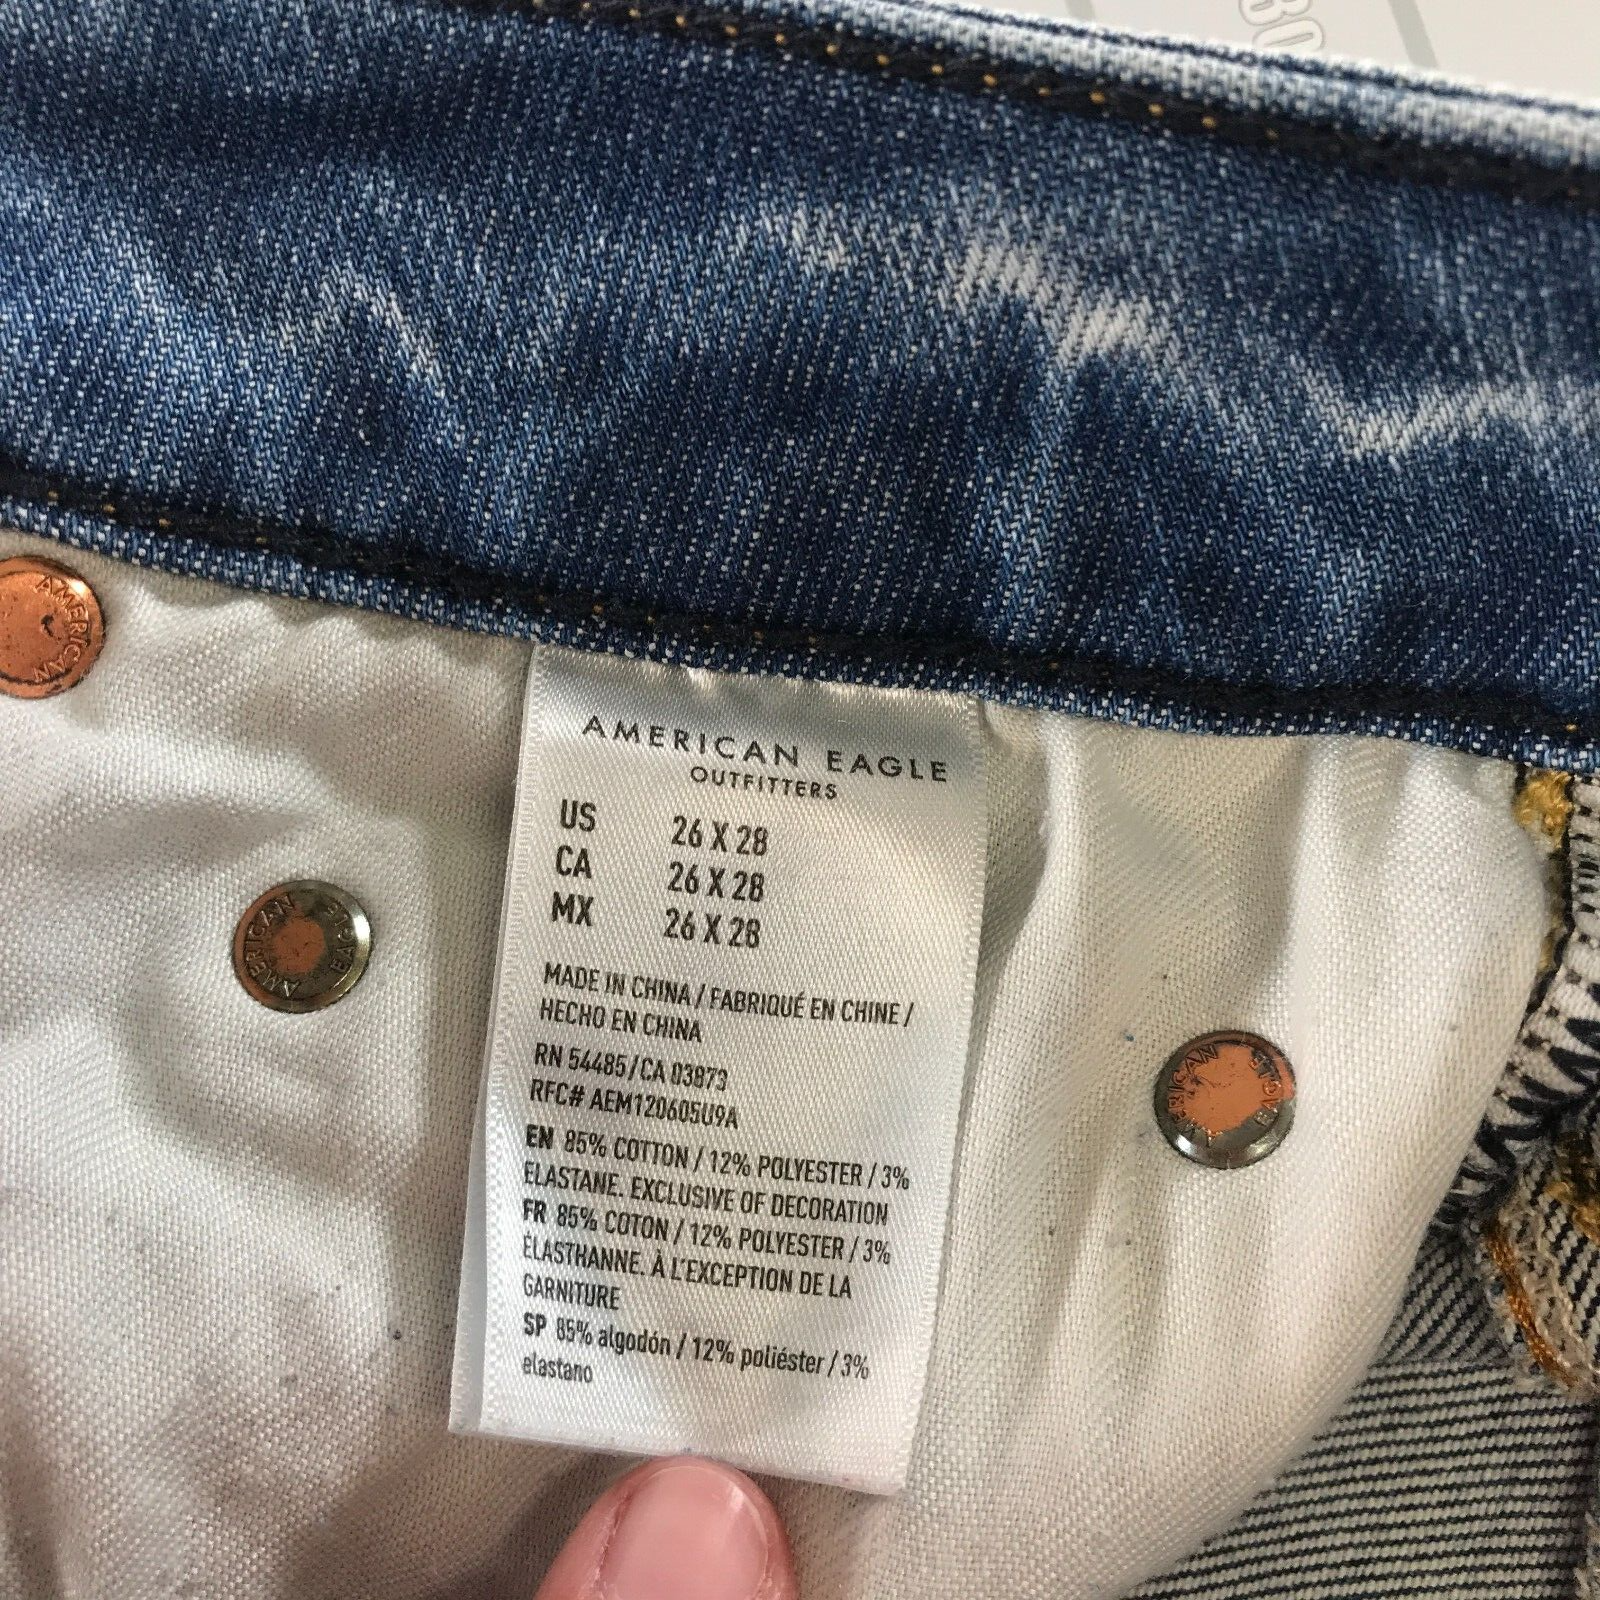 80
AMERICAN
AMERICAN EAGLE
OUTFITTERS
US 26 X 28
CA 26 X 28
MX 26 X 28
MADE IN CHINA / FABRIQUÉ EN CHINE /
HECHO EN CHINA
RN 54485/CA 03873
RFC# AEM120605U9A
EN 85% COTTON / 12% POLYESTER / 3%
ELASTANE. EXCLUSIVE OF DECORATION
FR 85% COTON / 12% POLYESTER / 3%
ÉLASTHANNE. À L'EXCEPTION DE LA
GARNITURE
SP 85% algodón / 12% poliéster / 3%
elastano
AMERICAN EAGLE
AMERICAN EAGLE